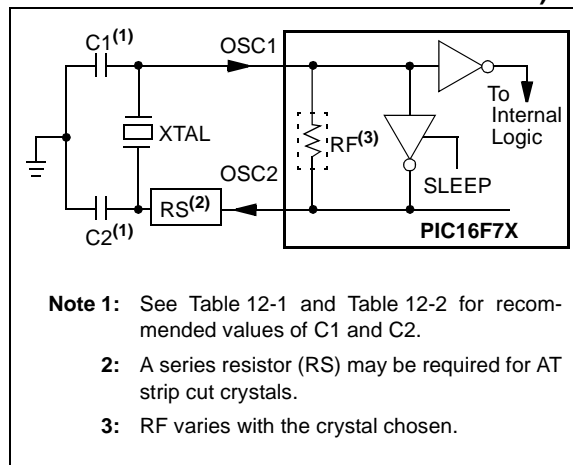 C1(1)
OSC1
To
Internal
Logic
XTAL
RF(3)
OSC2
SLEEP
RS(2)
C2(1)
PIC16F7X
Note 1: See Table 12-1 and Table 12-2 for recom-
mended values of C1 and C2.
2: A series resistor (RS) may be required for AT
strip cut crystals.
3: RF varies with the crystal chosen.